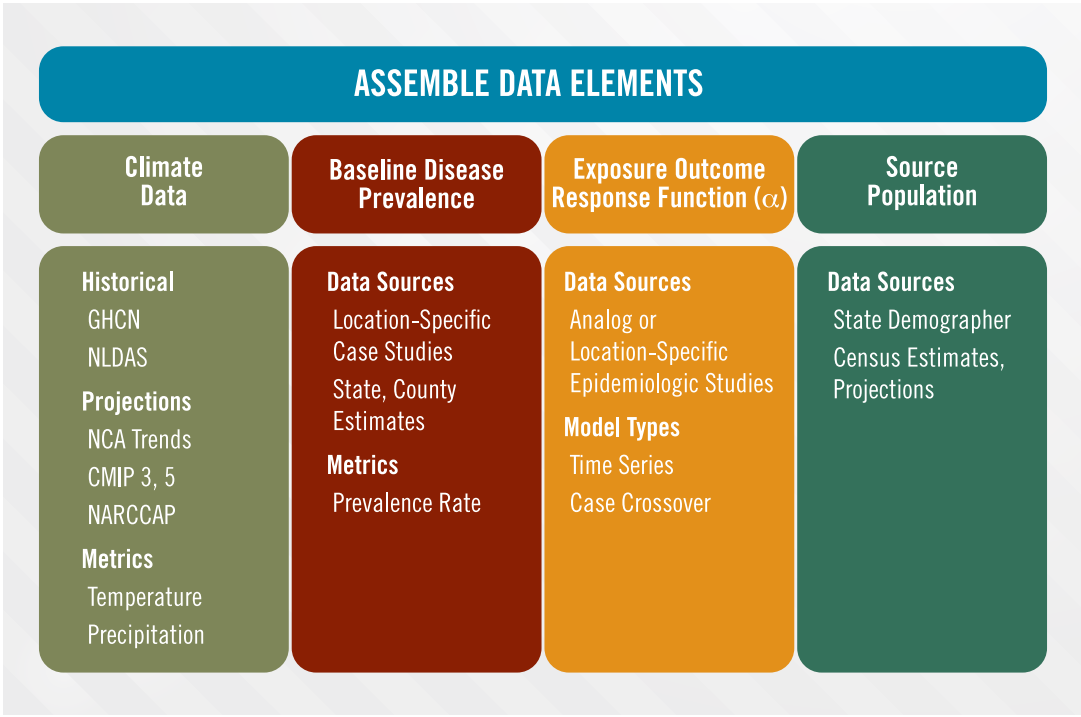 ASSEMBLE DATA ELEMENTS
Climate
Data
Baseline Disease
Prevalence
Exposure Outcome
Response Function (α)
Source
Population
Historical
GHCN
NLDAS
Projections
NCA Trends
CMIP 3, 5
NARCCAP
Metrics
Temperature
Precipitation
Data Sources
Location-Specific
Case Studies
State, County
Estimates
Metrics
Prevalence Rate
Data Sources
Analog or
Location-Specific
Epidemiologic Studies
Model Types
Time Series
Case Crossover
Data Sources
State Demographer
Census Estimates,
Projections